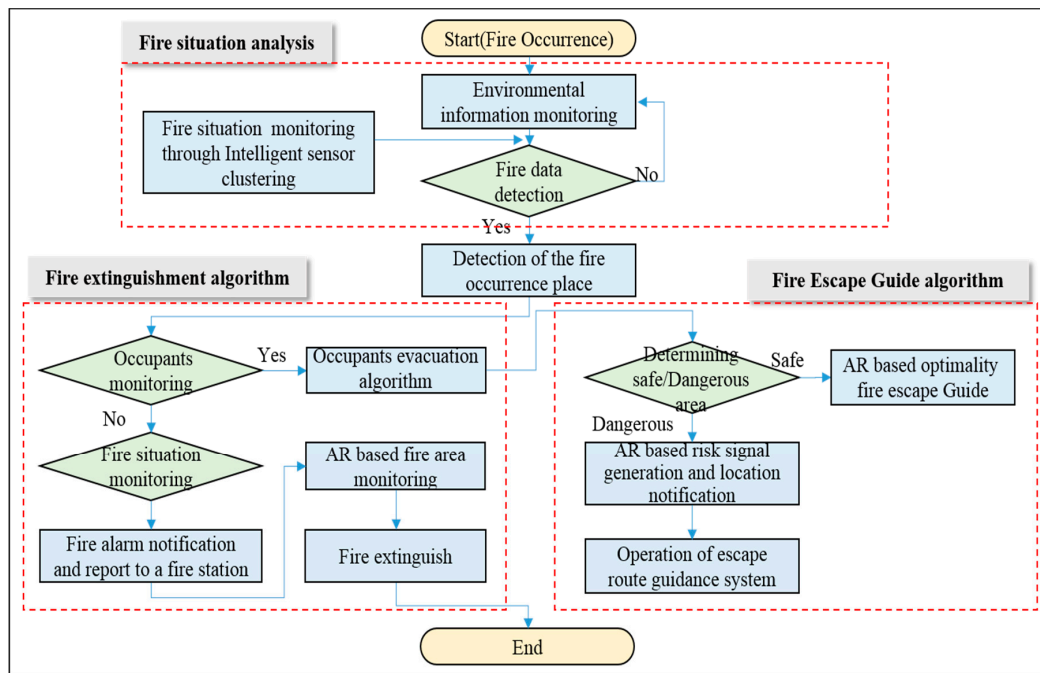 Fire situation analysis
Start(Fire Occurrence)
Environmental
information monitoring
Fire situation monitoring
through Intelligent sensor
clustering
Fire data
detection
No
Yes
Detection of the fire
occurrence place
Fire extinguishment algorithm
Fire Escape Guide algorithm
Occupants
monitoring
Yes
Occupants evacuation
algorithm
Determining
safe/Dangerous
area
Safe
AR based optimality
fire escape Guide
No
Dangerous
Fire situation
monitoring
AR based fire area
monitoring
AR based risk signal
generation and location
notification
Fire alarm notification
and report to a fire station
Fire extinguish
Operation of escape
route guidance system
End